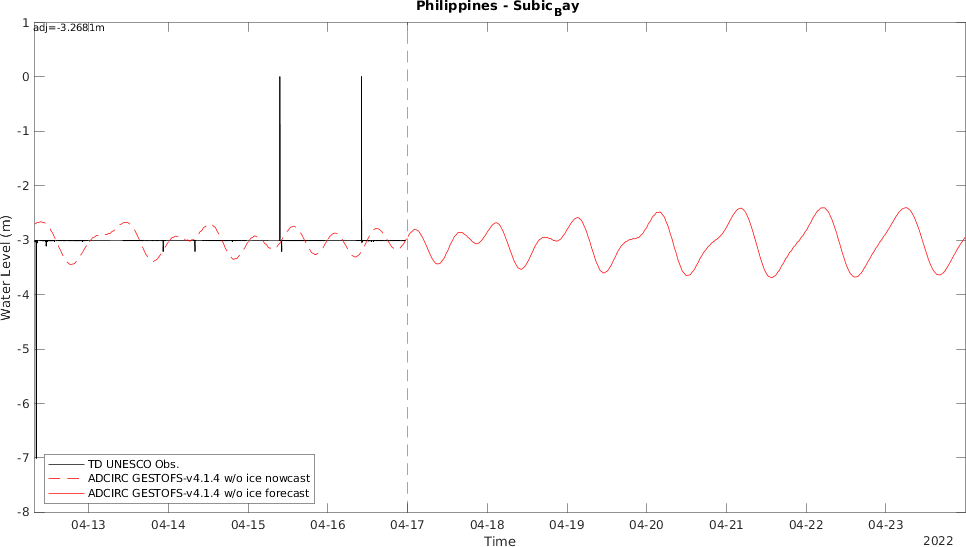 Philippines - Subic_Bay
adj=-3.2681m
1
0
-1
-2
-3
-4
-5
-6
-7
-8
Water Level (m)
TD UNESCO Obs.
ADCIRC GESTOFS-v4.1.4 w/o ice nowcast
ADCIRC GESTOFS-v4.1.4 w/o ice forecast
04-13 04-14 04-15 04-16 04-17 04-18 04-19 04-20 04-21 04-22 04-23
Time
2022